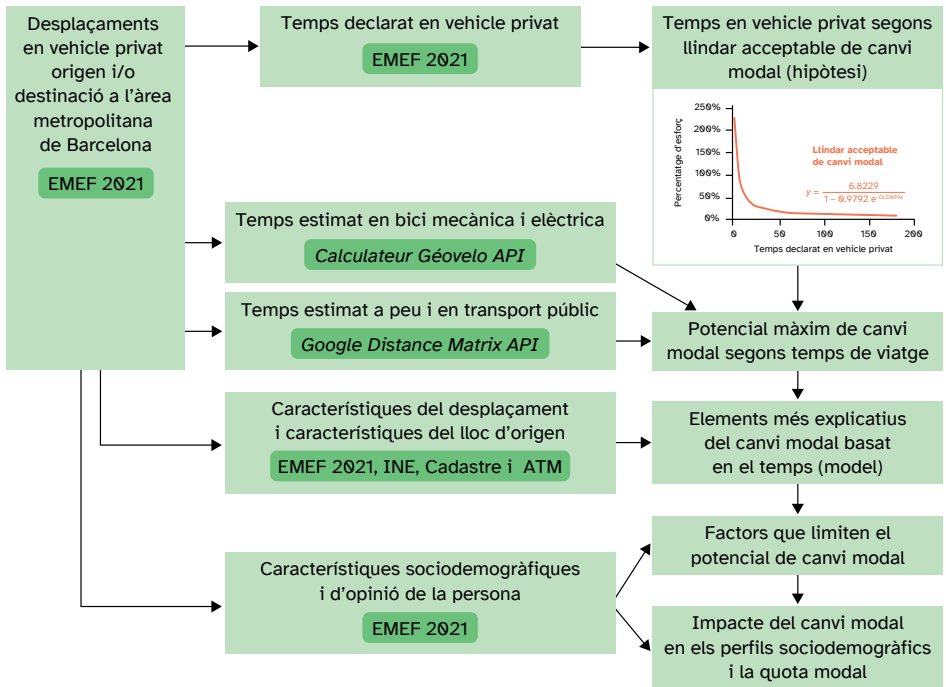 Desplaçaments
en vehicle privat
origen i/o
destinació a l'àrea
metropolitana
de Barcelona
EMEF 2021
Temps declarat en vehicle privat
EMEF 2021
Temps en vehicle privat segons
llindar acceptable de canvi
modal (hipòtesi)
Percentatge d'esforç
250%
200%
150%
100%
50%
0%
0 50 100 150 200
Temps declarat en vehicle privat
Llindar acceptable
de canvi modal
Temps estimat en bici mecànica i elèctrica
Calculateur Géovelo API
Temps estimat a peu i en transport públic
Google Distance Matrix API
Potencial màxim de canvi
modal segons temps de viatge
Característiques del desplaçament
i característiques del lloc d'origen
EMEF 2021, INE, Cadastre i ATM
Elements més explicatius
del canvi modal basat
en el temps (model)
Factors que limiten el
potencial de canvi modal
Característiques sociodemogràfiques
i d'opinió de la persona
EMEF 2021
Impacte del canvi modal
en els perfils sociodemogràfics
i la quota modal